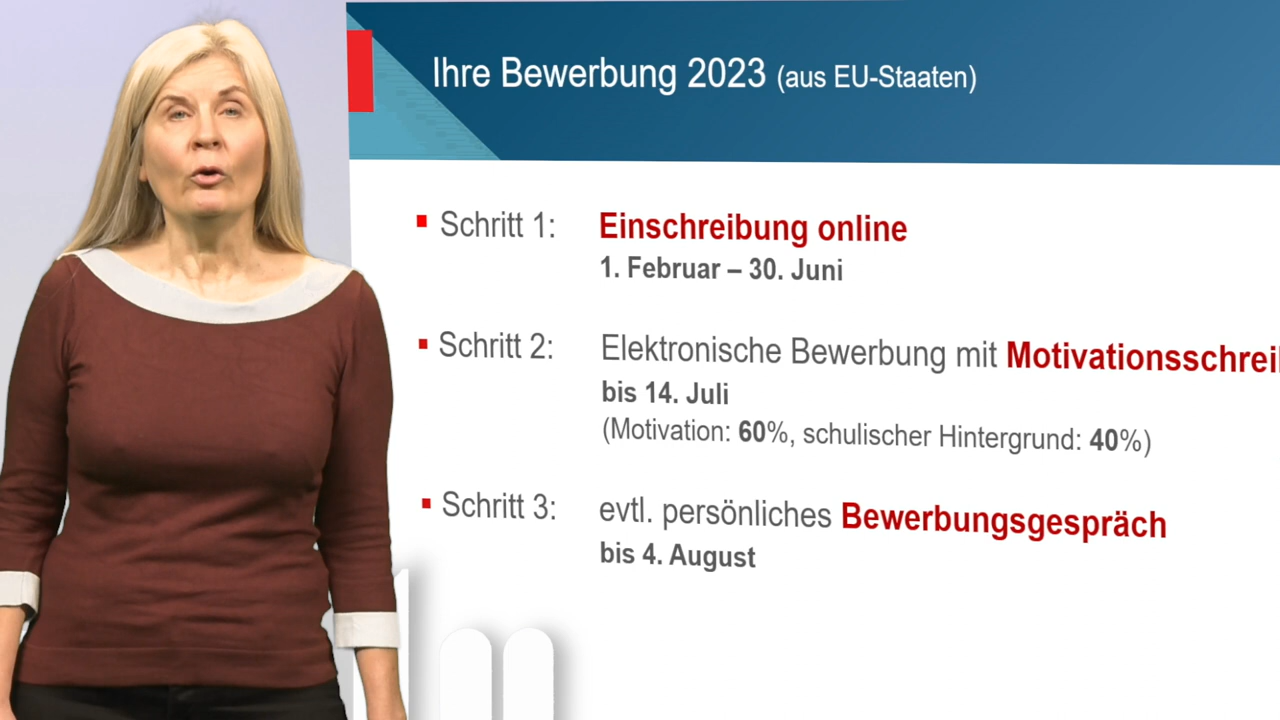 Ihre Bewerbung 2023 (aus EU-Staaten)
Schritt 1: Einschreibung online
1. Februar – 30. Juni
Schritt 2: Elektronische Bewerbung mit
bis 14. Juli
(Motivation: 60%, schulischer Hintergrund: 40%)
Schritt 3: evtl. persönliches Bewerbungsgespräch
bis 4. August